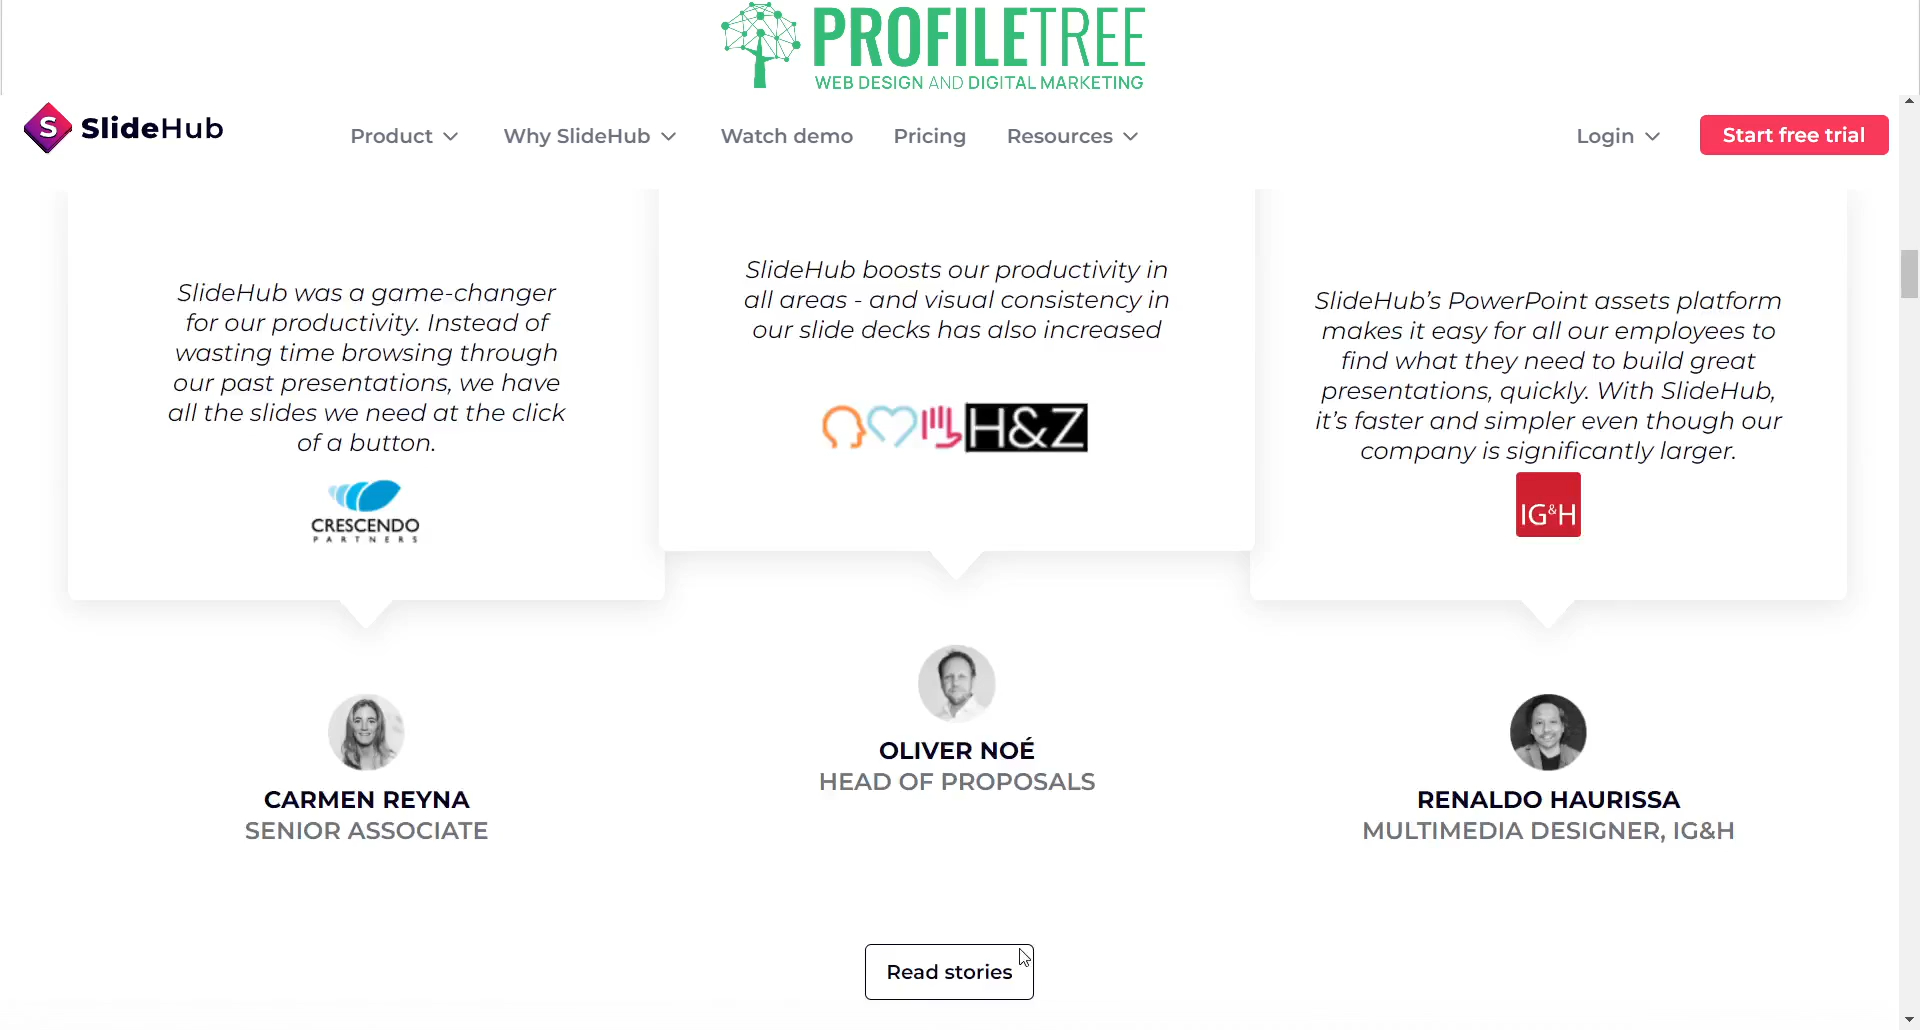 PROFILETREE
WEB DESIGN AND DIGITAL MARKETING
S SlideHub
Product
Why SlideHub
Watch demo
Pricing
Resources
Login
Start free trial
SlideHub was a game-changer
for our productivity. Instead of
wasting time browsing through
our past presentations, we have
all the slides we need at the click
of a button.
CRESCENDO
PARTNERS
CARMEN REYNA
SENIOR ASSOCIATE
SlideHub boosts our productivity in
all areas - and visual consistency in
our slide decks has also increased
H&Z
OLIVER NOÉ
HEAD OF PROPOSALS
SlideHub’s PowerPoint assets platform
makes it easy for all our employees to
find what they need to build great
presentations, quickly. With SlideHub,
it’s faster and simpler even though our
company is significantly larger.
IG&H
RENALDO HAURISSA
MULTIMEDIA DESIGNER, IG&H
Read stories